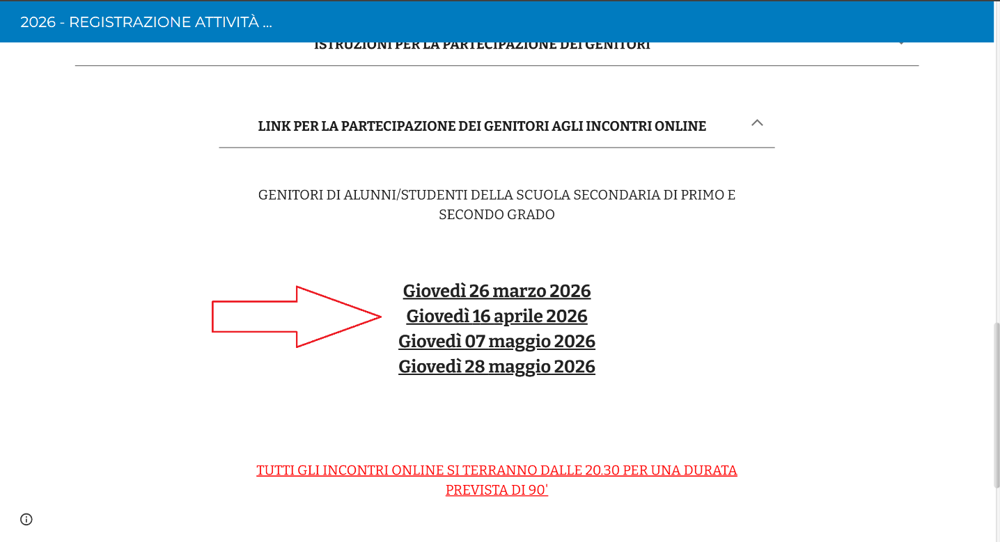 2026 - REGISTRAZIONE ATTIVITÀ ...
ISTRUZIONI PER LA PARTECIPAZIONE DEI GENITORI
LINK PER LA PARTECIPAZIONE DEI GENITORI AGLI INCONTRI ONLINE
GENITORI DI ALUNNI/STUDENTI DELLA SCUOLA SECONDARIA DI PRIMO E
SECONDO GRADO
Giovedì 26 marzo 2026
Giovedì 16 aprile 2026
Giovedì 07 maggio 2026
Giovedì 28 maggio 2026
TUTTI GLI INCONTRI ONLINE SI TERRANNO DALLE 20.30 PER UNA DURATA
PREVISTA DI 90'